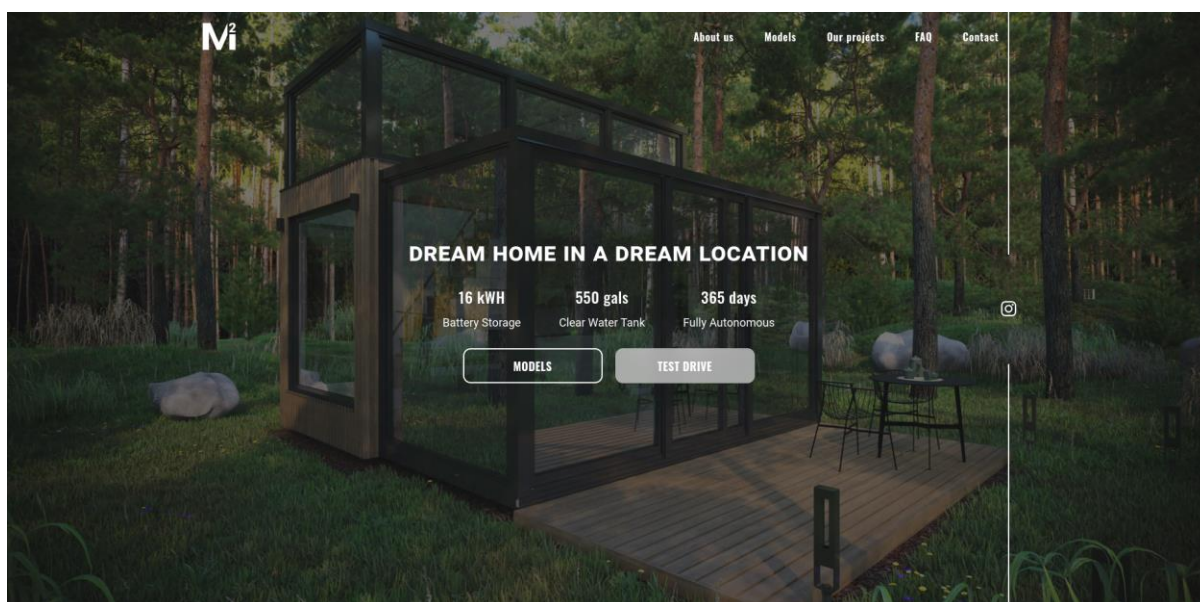 Mi²
About us Models Our projects FAQ Contact
DREAM HOME IN A DREAM LOCATION
16 kWH 550 gals 365 days
Battery Storage Clear Water Tank Fully Autonomous
MODELS TEST DRIVE